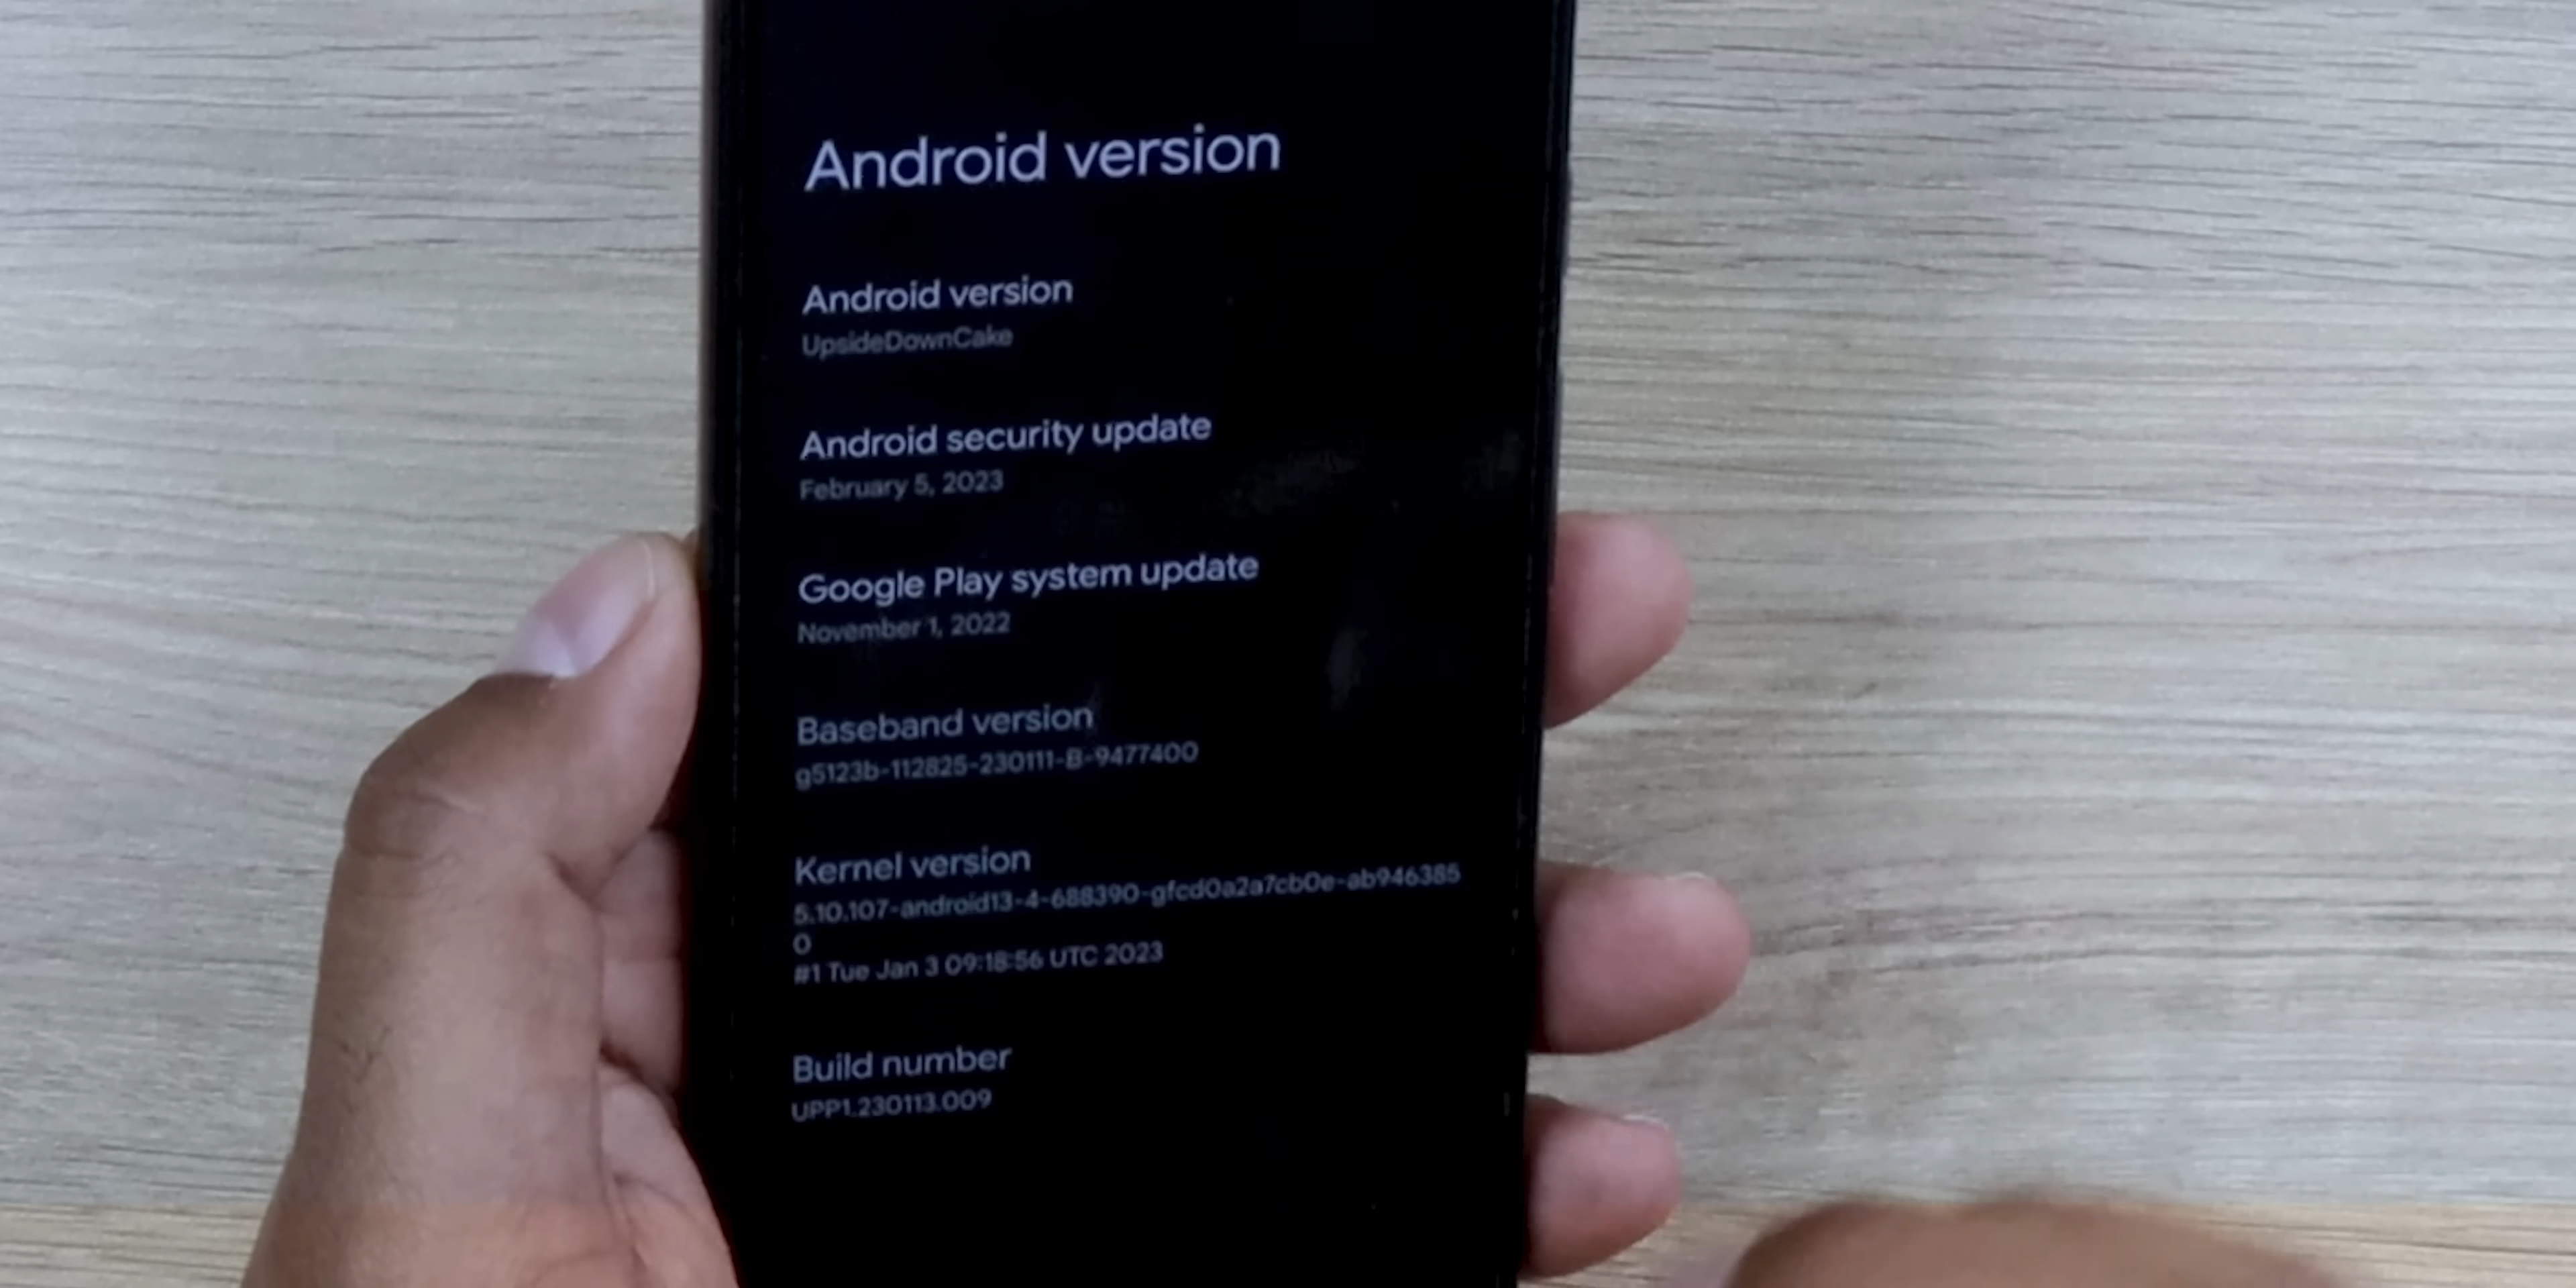 Android version
Android version
UpsideDownCake
Android security update
February 5, 2023
Google Play system update
November 1, 2022
Baseband version
g5123b-112825-230111-B-9477400
Kernel version
5.10.107-android13-4-688390-gfcd0a2a7cb0e-ab946385
0
#1 Tue Jan 3 09:18:56 UTC 2023
Build number
UPP1.230113.009